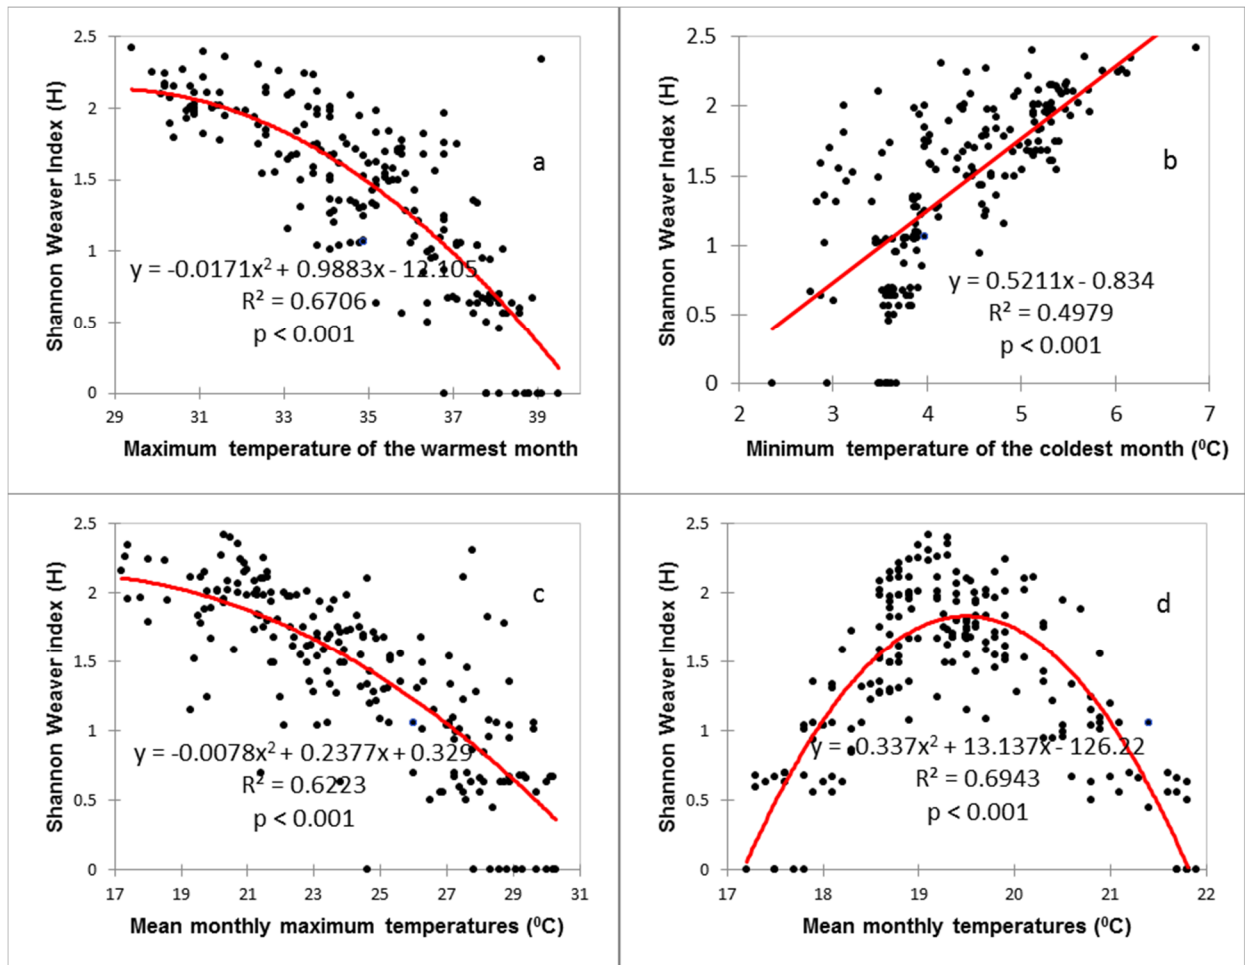 2.5
2
1.5
1
0.5
0
Shannon Weaver Index (H)
a
y = -0.0171x² + 0.9883x - 12.105
R² = 0.6706
p < 0.001
29 31 33 35 37 39
Maximum temperature of the warmest month
2.5
2
1.5
1
0.5
0
Shannon Weaver Index (H)
b
y = 0.5211x - 0.834
R² = 0.4979
p < 0.001
2 3 4 5 6 7
Minimum temperature of the coldest month (⁰C)
2.5
2
1.5
1
0.5
0
Shannon Weaver index (H)
c
y = -0.0078x² + 0.2377x + 0.329
R² = 0.6223
p < 0.001
17 19 21 23 25 27 29 31
Mean monthly maximum temperatures (⁰C)
2.5
2
1.5
1
0.5
0
Shannon Weaver Index (H)
d
y = -0.337x² + 13.137x - 126.22
R² = 0.6943
p < 0.001
17 18 19 20 21 22
Mean monthly temperatures (⁰C)